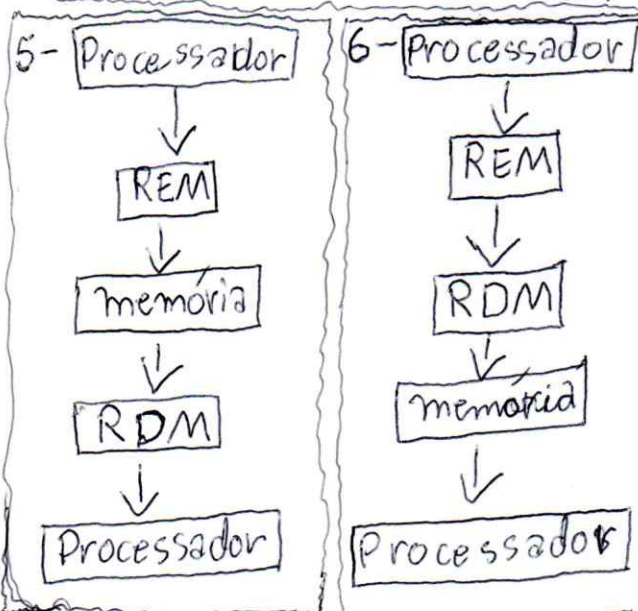 5- Processador
REM
memória
RDM
Processador
6- Processador
REM
RDM
memória
Processador